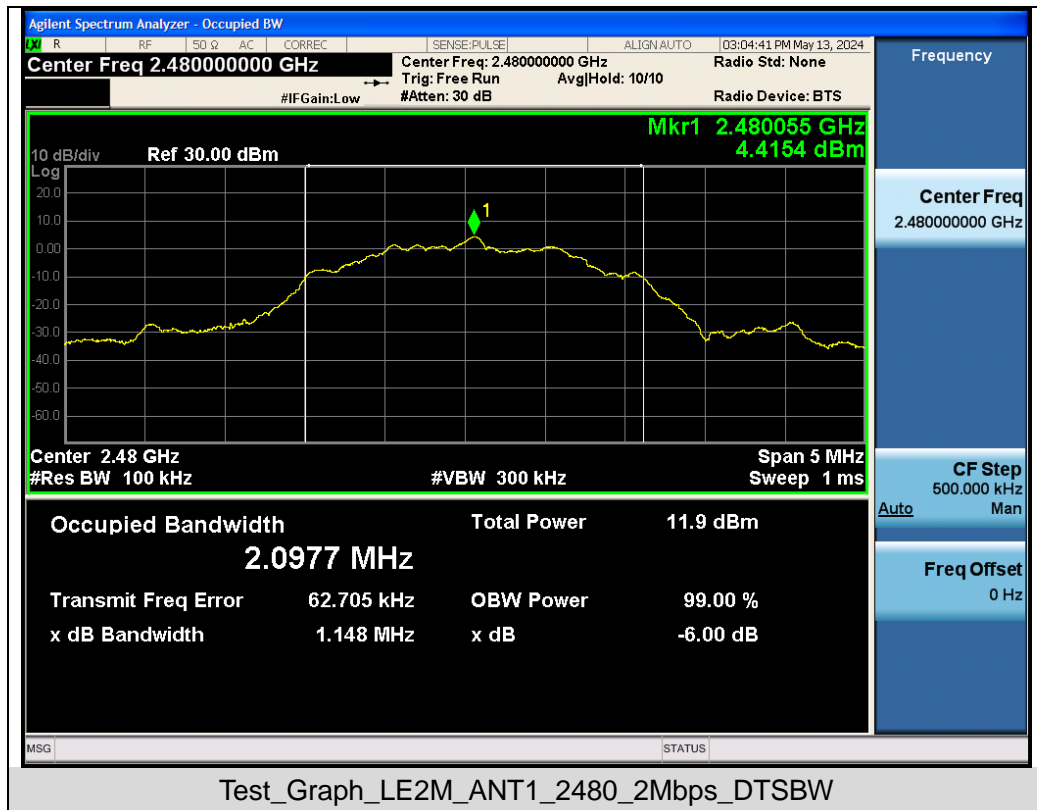 Agilent Spectrum Analyzer - Occupied BW
LXI R RF 50 Ω AC CORREC SENSE:PULSE ALIGN AUTO 03:04:41 PM May 13, 2024
Center Freq 2.480000000 GHz
Center Freq: 2.480000000 GHz
Radio Std: None
Trig: Free Run Avg|Hold: 10/10
#IFGain:Low
#Atten: 30 dB
Radio Device: BTS
Mkr1 2.480055 GHz
4.4154 dBm
10 dB/div
Ref 30.00 dBm
Log
20.0
10.0
0.00
-10.0
-20.0
-30.0
-40.0
-50.0
-60.0
1
Center 2.48 GHz
Span 5 MHz
#Res BW 100 kHz
#VBW 300 kHz
Sweep 1 ms
Occupied Bandwidth
2.0977 MHz
Total Power 11.9 dBm
Transmit Freq Error 62.705 kHz
OBW Power 99.00 %
x dB Bandwidth 1.148 MHz
x dB -6.00 dB
Frequency
Center Freq
2.480000000 GHz
CF Step
500.000 kHz
Auto Man
Freq Offset
0 Hz
MSG
STATUS
Test_Graph_LE2M_ANT1_2480_2Mbps_DTSBW